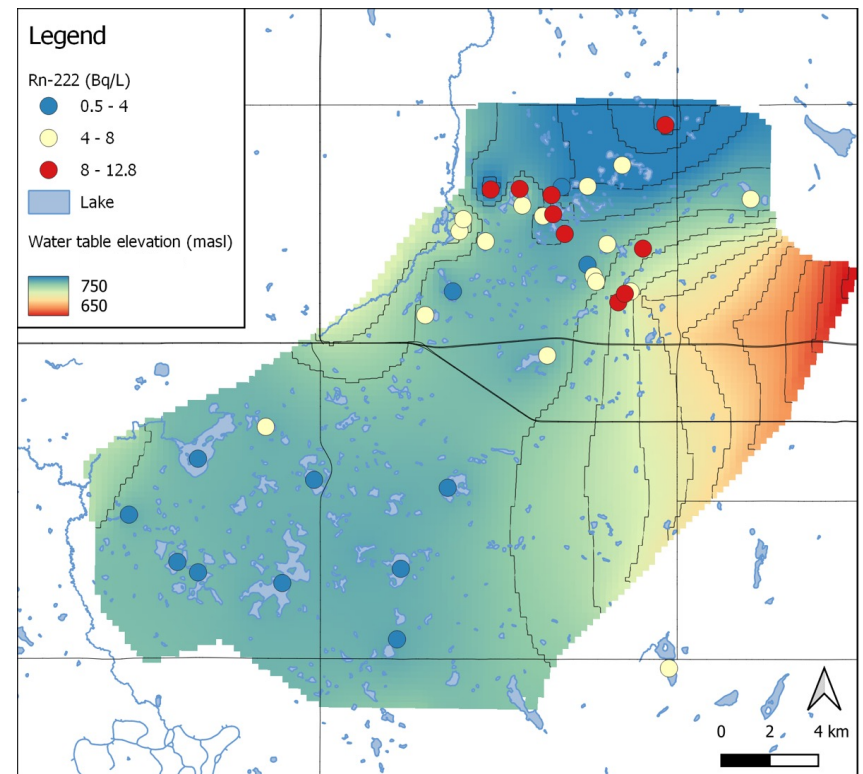 Legend
Rn-222 (Bq/L)
0.5 - 4
4 - 8
8 - 12.8
Lake
Water table elevation (masl)
750
650
0 2 4 km